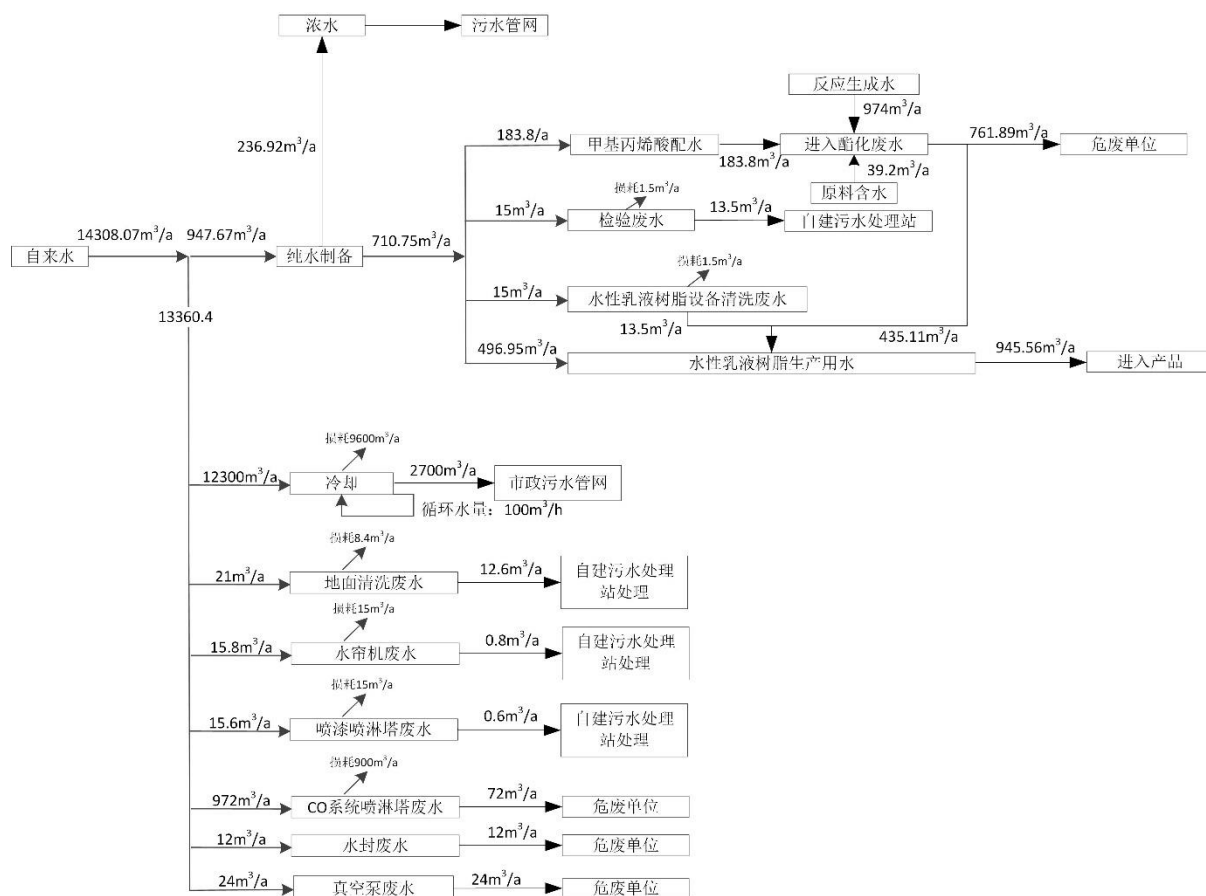 浓水
污水管网
236.92m³/a
反应生成水
974m³/a
183.8/a
甲基丙烯酸配水
183.8m³/a
进入酯化废水
761.89m³/a
危废单位
39.2m³/a
原料含水
损耗1.5m³/a
15m³/a
检验废水
13.5m³/a
自建污水处理站
自来水
14308.07m³/a
947.67m³/a
纯水制备
710.75m³/a
损耗1.5m³/a
15m³/a
水性乳液树脂设备清洗废水
13.5m³/a
435.11m³/a
13360.4
496.95m³/a
水性乳液树脂生产用水
945.56m³/a
进入产品
损耗9600m³/a
12300m³/a
冷却
2700m³/a
市政污水管网
循环水量：100m³/h
损耗8.4m³/a
21m³/a
地面清洗废水
12.6m³/a
自建污水处理
站处理
损耗15m³/a
15.8m³/a
水帘机废水
0.8m³/a
自建污水处理
站处理
损耗15m³/a
15.6m³/a
喷漆喷淋塔废水
0.6m³/a
自建污水处理
站处理
损耗900m³/a
972m³/a
CO系统喷淋塔废水
72m³/a
危废单位
12m³/a
水封废水
12m³/a
危废单位
24m³/a
真空泵废水
24m³/a
危废单位